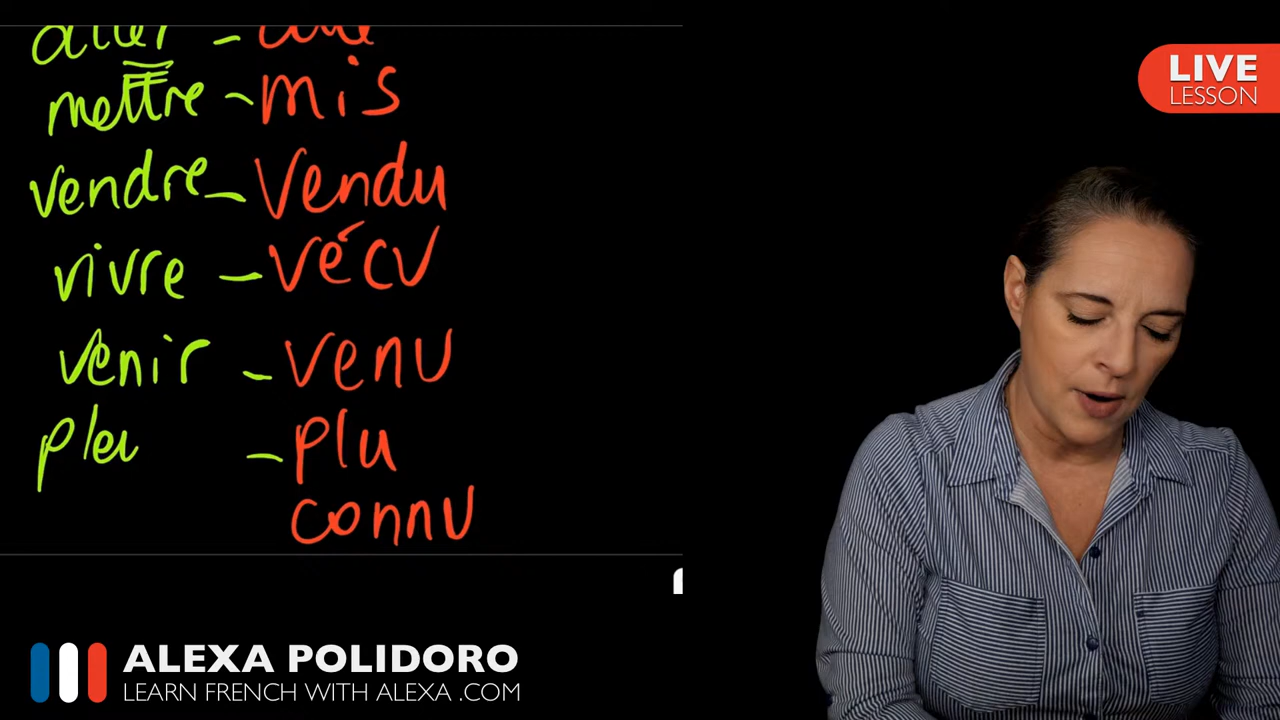 mettre - mis
vendre - vendu
vivre - vécu
venir - venu
pleu - plu
connu
LIVE
LESSON
ALEXA POLIDORO
LEARN FRENCH WITH ALEXA .COM